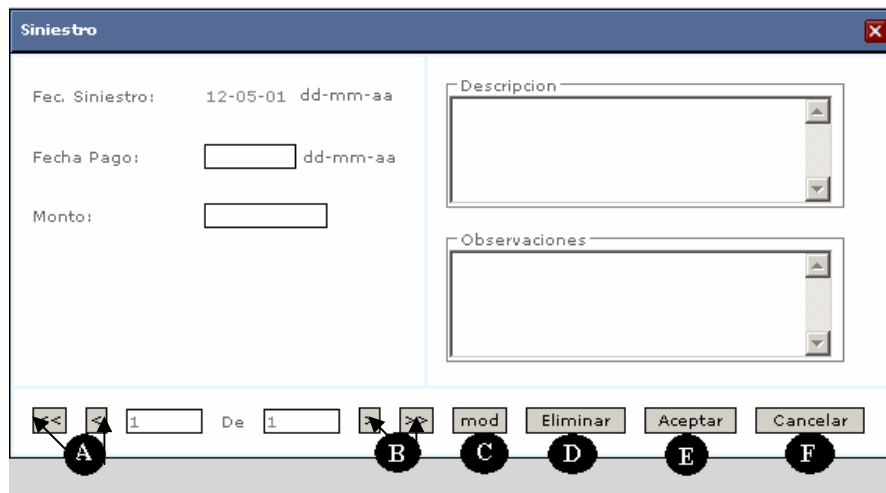 Siniestro
Fec. Siniestro: 12-05-01 dd-mm-aa
Fecha Pago: dd-mm-aa
Monto:
Descripcion
Observaciones
<< < 1 De 1 > >> mod Eliminar Aceptar Cancelar
A B C D E F